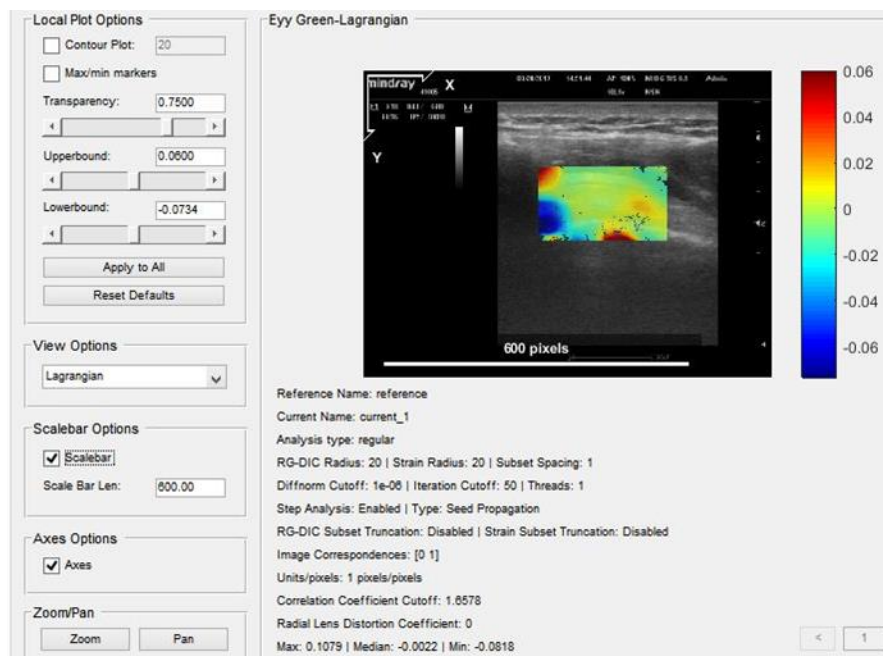 Local Plot Options
Contour Plot: 20
Max/min markers
Transparency: 0.7500
Upperbound: 0.0600
Lowerbound: -0.0734
Apply to All
Reset Defaults
View Options
Lagrangian
Scalebar Options
Scalebar
Scale Bar Len: 600.00
Axes Options
Axes
Zoom/Pan
Zoom Pan
Eyy Green-Lagrangian
mindray
X
Admin
Y
600 pixels
0.06
0.04
0.02
0
-0.02
-0.04
-0.06
Reference Name: reference
Current Name: current_1
Analysis type: regular
RG-DIC Radius: 20 | Strain Radius: 20 | Subset Spacing: 1
Diffnorm Cutoff: 1e-06 | Iteration Cutoff: 50 | Threads: 1
Step Analysis: Enabled | Type: Seed Propagation
RG-DIC Subset Truncation: Disabled | Strain Subset Truncation: Disabled
Image Correspondences: [0 1]
Units/pixels: 1 pixels/pixels
Correlation Coefficient Cutoff: 1.6578
Radial Lens Distortion Coefficient: 0
Max: 0.1079 | Median: -0.0022 | Min: -0.0818
< 1